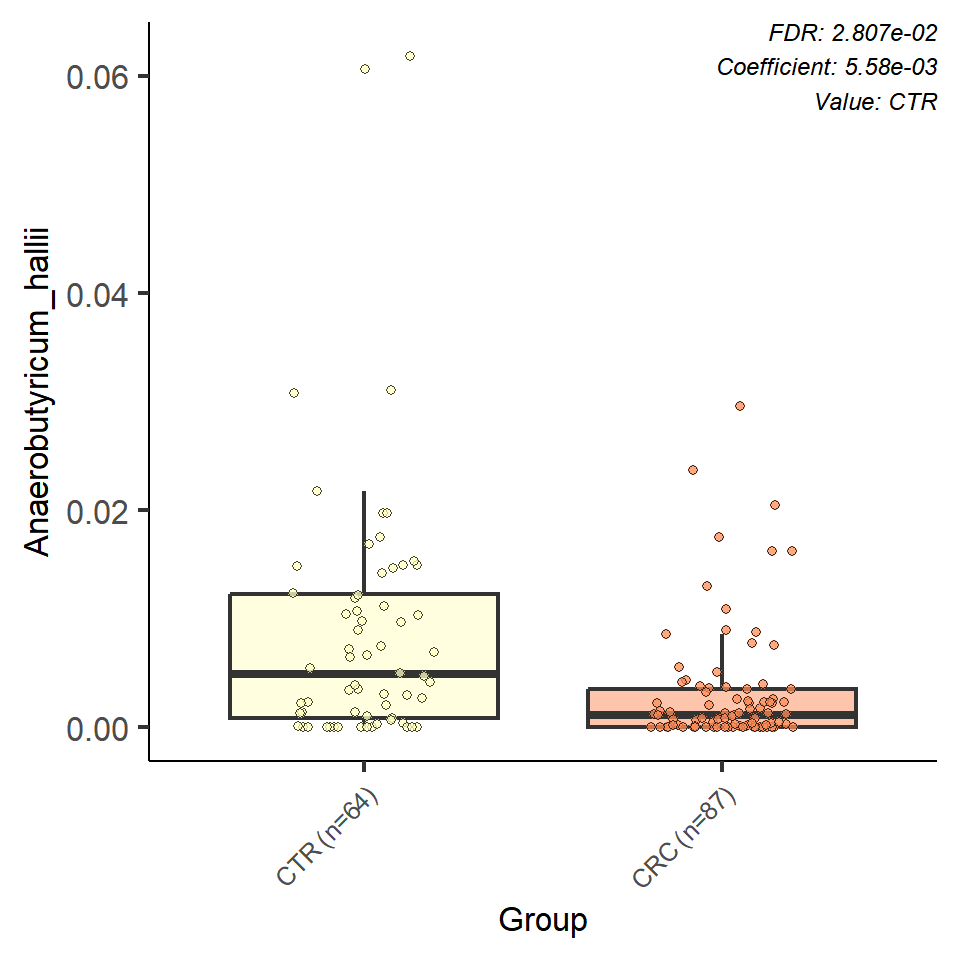 FDR: 2.807e-02
Coefficient: 5.58e-03
Value: CTR
Anaerobutyricum_hallii
0.06
0.04
0.02
0.00
CTR (n=64)
CRC (n=87)
Group